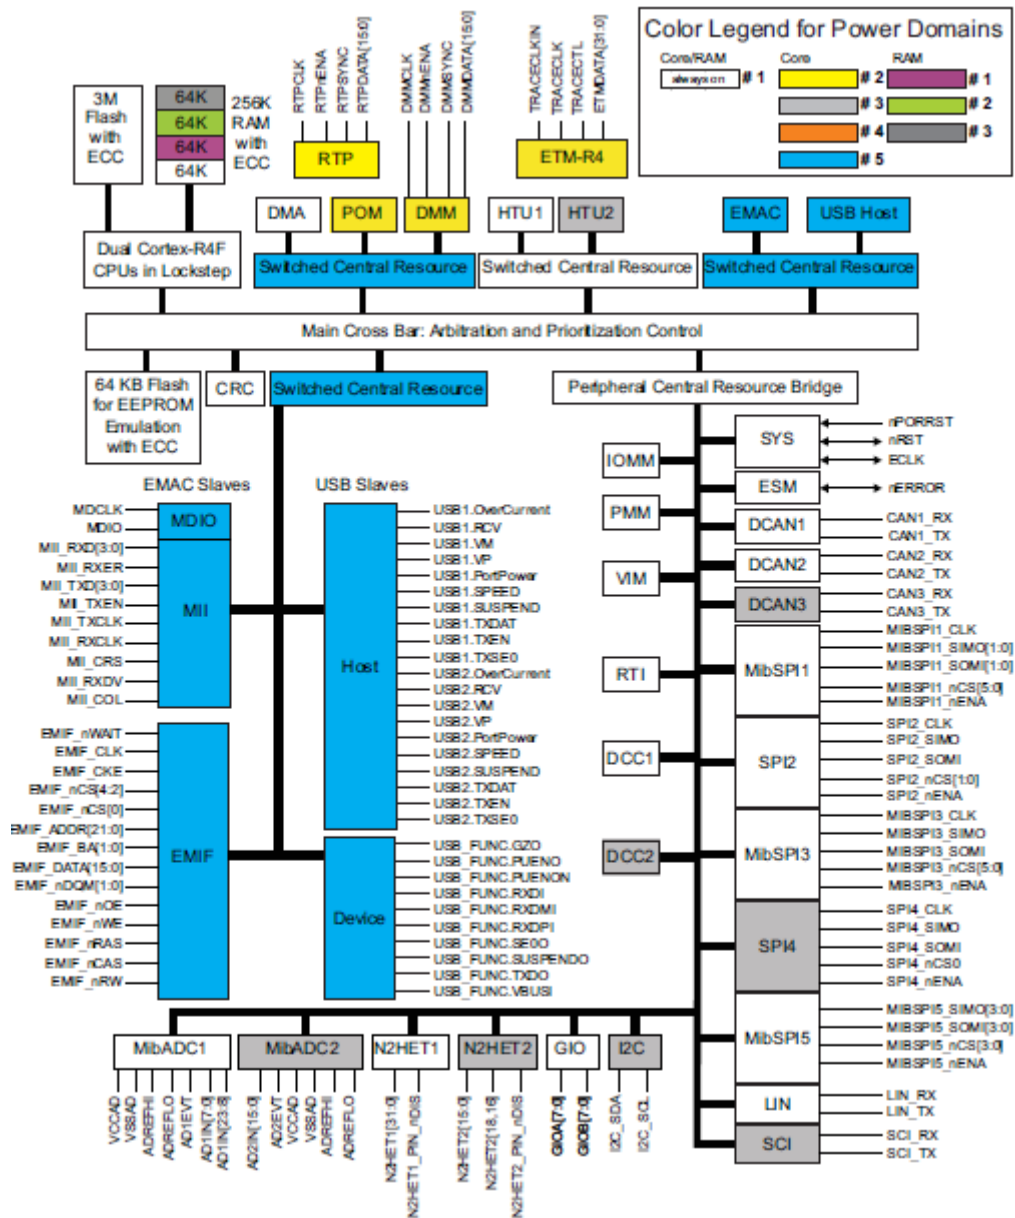 Color Legend for Power Domains
Core/RAM
Core
RAM
always on
# 1
# 2
# 1
# 3
# 2
# 4
# 3
# 5
3M
Flash
with
ECC
64K
64K
64K
64K
256K
RAM
with
ECC
RTPCLK
RTPnENA
RTPSYNC
RTPDATA[15:0]
RTP
DMMCLK
DMMnENA
DMMSYNC
DMMDATA[15:0]
TRACECLKIN
TRACECLK
TRACECTL
ETMDATA[31:0]
ETM-R4
DMA
POM
DMM
HTU1
HTU2
EMAC
USB Host
Dual Cortex-R4F
CPUs in Lockstep
Switched Central Resource
Switched Central Resource
Switched Central Resource
Main Cross Bar: Arbitration and Prioritization Control
64 KB Flash
for EEPROM
Emulation
with ECC
CRC
Switched Central Resource
Peripheral Central Resource Bridge
EMAC Slaves
USB Slaves
MDCLK
MDIO
MII_RXD[3:0]
MII_RXER
MII_TXD[3:0]
MII_TXEN
MII_TXCLK
MII_RXCLK
MII_CRS
MII_RXDV
MII_COL
MDIO
MII
EMIF_nWAIT
EMIF_CLK
EMIF_CKE
EMIF_nCS[4:2]
EMIF_nCS[0]
EMIF_ADDR[21:0]
EMIF_BA[1:0]
EMIF_DATA[15:0]
EMIF_nDQM[1:0]
EMIF_nOE
EMIF_nWE
EMIF_nRAS
EMIF_nCAS
EMIF_nRW
EMIF
Host
USB1.OverCurrent
USB1.RCV
USB1.VM
USB1.VP
USB1.PortPower
USB1.SPEED
USB1.SUSPEND
USB1.TXDAT
USB1.TXEN
USB1.TXSE0
USB2.OverCurrent
USB2.RCV
USB2.VM
USB2.VP
USB2.PortPower
USB2.SPEED
USB2.SUSPEND
USB2.TXDAT
USB2.TXEN
USB2.TXSE0
Device
USB_FUNC.GZO
USB_FUNC.PUENO
USB_FUNC.PUENON
USB_FUNC.RXDI
USB_FUNC.RXDMI
USB_FUNC.RXDPI
USB_FUNC.SE0O
USB_FUNC.SUSPENDO
USB_FUNC.TXDO
USB_FUNC.VBUSI
IOMM
PMM
VIM
RTI
DCC1
DCC2
SYS
nPORRST
nRST
ECLK
ESM
nERROR
DCAN1
CAN1_RX
CAN1_TX
DCAN2
CAN2_RX
CAN2_TX
DCAN3
CAN3_RX
CAN3_TX
MibSPI1
MIBSPI1_CLK
MIBSPI1_SIMO[1:0]
MIBSPI1_SOMI[1:0]
MIBSPI1_nCS[5:0]
MIBSPI1_nENA
SPI2
SPI2_CLK
SPI2_SIMO
SPI2_SOMI
SPI2_nCS[1:0]
SPI2_nENA
MibSPI3
MIBSPI3_CLK
MIBSPI3_SIMO
MIBSPI3_SOMI
MIBSPI3_nCS[5:0]
MIBSPI3_nENA
SPI4
SPI4_CLK
SPI4_SIMO
SPI4_SOMI
SPI4_nCS0
SPI4_nENA
MibSPI5
MIBSPI5_SIMO[3:0]
MIBSPI5_SOMI[3:0]
MIBSPI5_nCS[3:0]
MIBSPI5_nENA
LIN
LIN_RX
LIN_TX
SCI
SCI_RX
SCI_TX
MibADC1
MibADC2
N2HET1
N2HET2
GIO
I2C
VCCAD
VSSAD
ADREFHI
ADREFLO
AD1EVT
AD1IN[7:0]
AD1IN[23:8]
AD2IN[15:0]
AD2EVT
VCCAD
VSSAD
ADREFHI
ADREFLO
N2HET1[31:0]
N2HET1_PIN_nDIS
N2HET2[15:0]
N2HET2[18,16]
N2HET2_PIN_nDIS
GIOA[7:0]
GIOB[7:0]
I2C_SDA
I2C_SCL